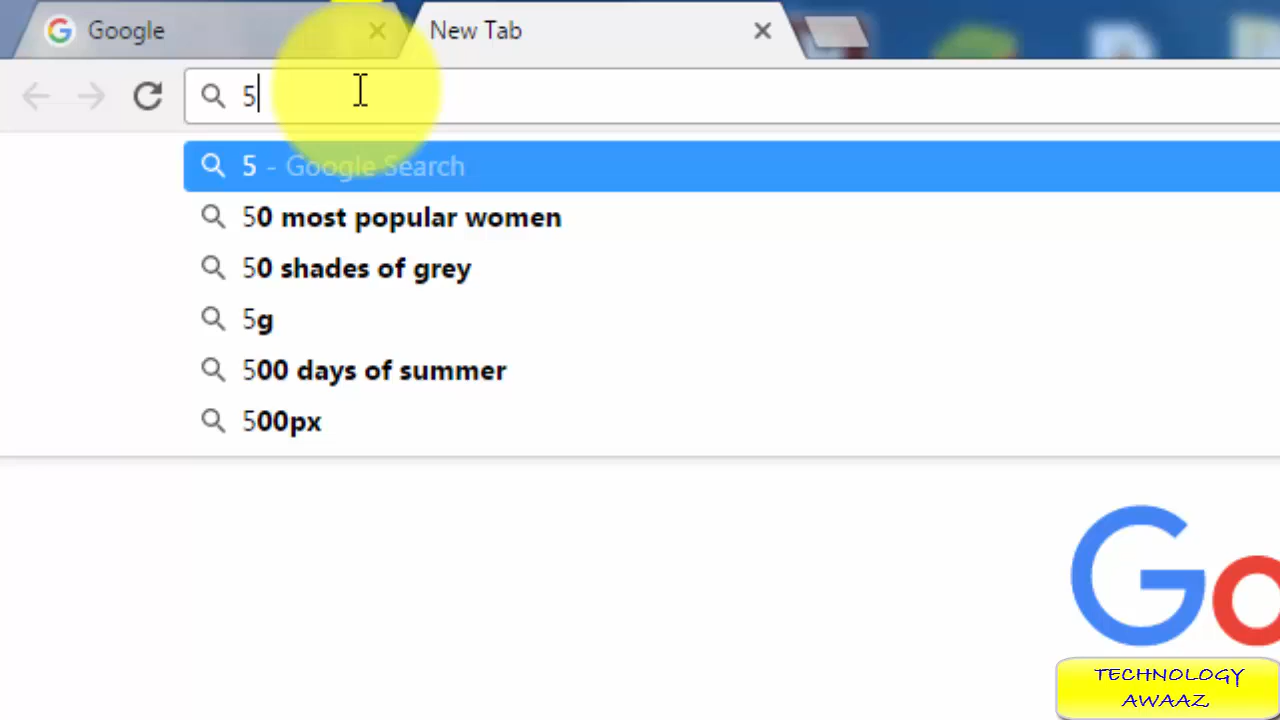 Google
New Tab
5
5 - Google Search
50 most popular women
50 shades of grey
5g
500 days of summer
500px
Go
TECHNOLOGY
AWAAZ